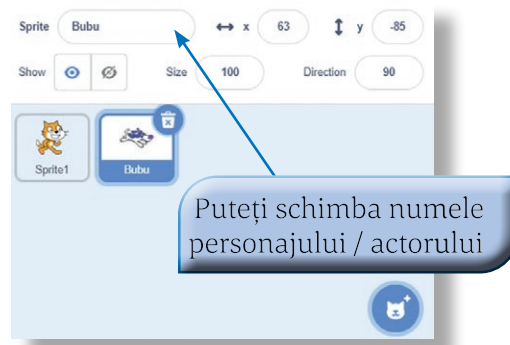 Sprite Bubu x 63 y -85
Show Size 100 Direction 90
Sprite1 Bubu
Puteți schimba numele
personajului / actorului